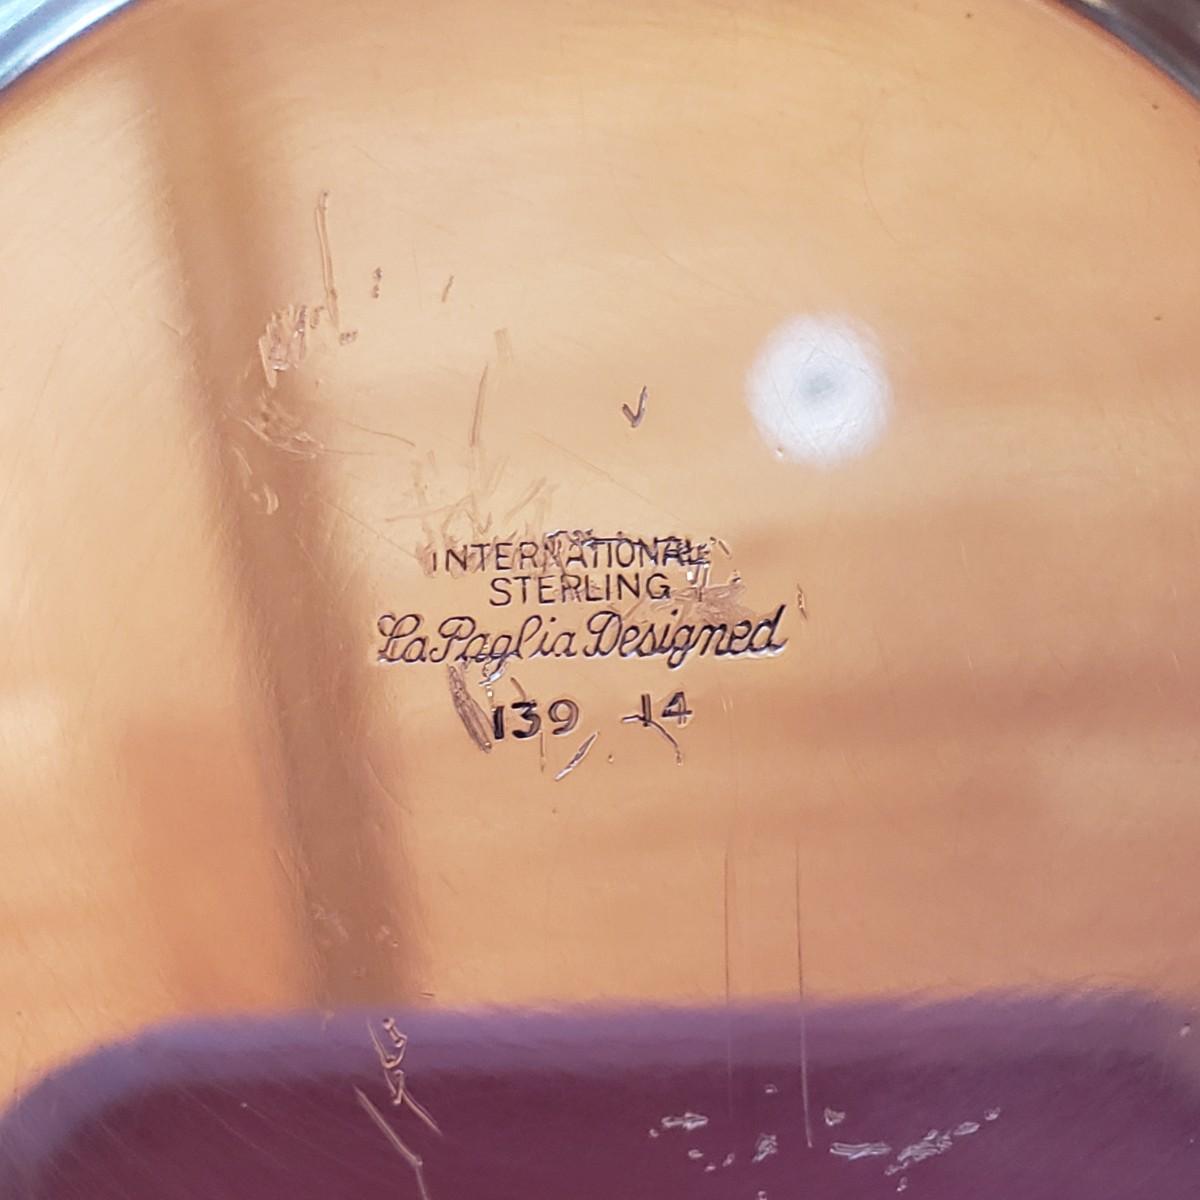 INTERNATIONAL
STERLING
La Paglia Designed
139 14